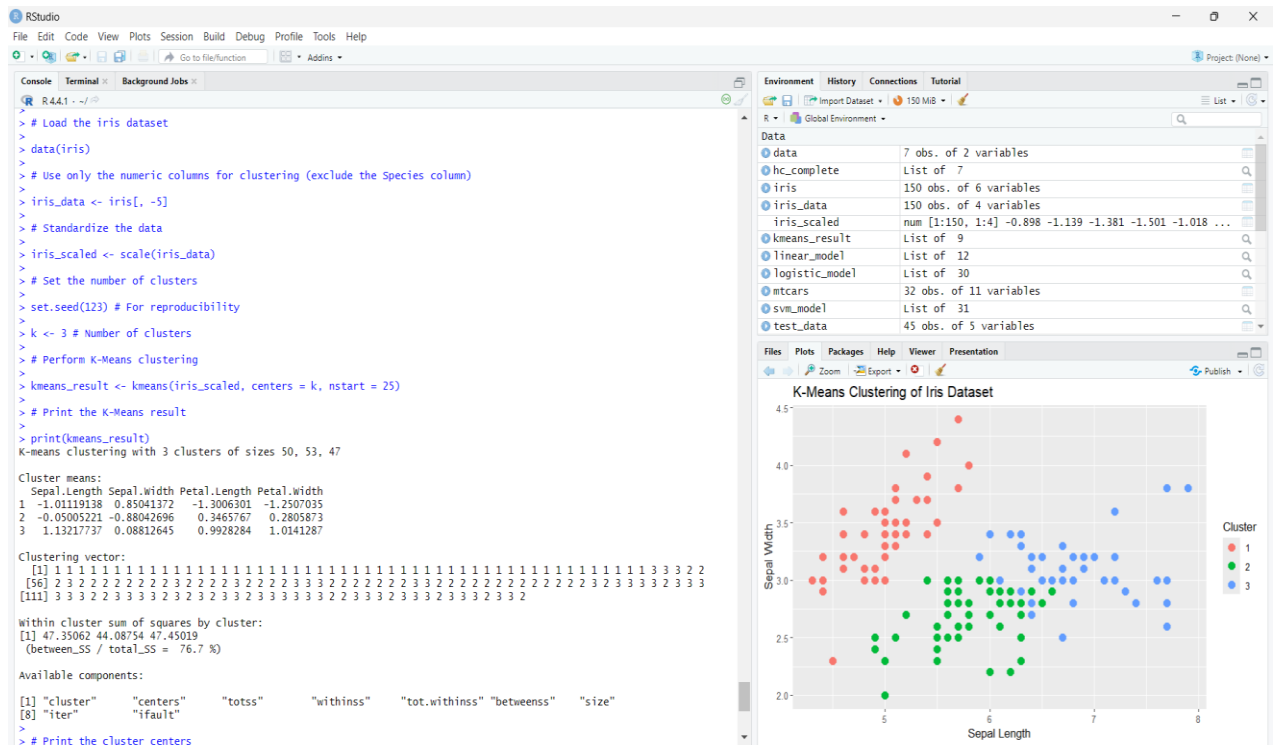 RStudio
File Edit Code View Plots Session Build Debug Profile Tools Help
Go to file/function Addins Project: (None)
Console Terminal Background Jobs
R 4.4.1 · ~/
>
> # Load the iris dataset
>
> data(iris)
>
> # Use only the numeric columns for clustering (exclude the Species column)
>
> iris_data <- iris[, -5]
>
> # Standardize the data
>
> iris_scaled <- scale(iris_data)
>
> # Set the number of clusters
>
> set.seed(123) # For reproducibility
>
> k <- 3 # Number of clusters
>
> # Perform K-Means clustering
>
> kmeans_result <- kmeans(iris_scaled, centers = k, nstart = 25)
>
> # Print the K-Means result
>
> print(kmeans_result)
K-means clustering with 3 clusters of sizes 50, 53, 47
Cluster means:
Sepal.Length Sepal.Width Petal.Length Petal.Width
1 -1.01119138 0.85041372 -1.3006301 -1.2507035
2 -0.05005221 -0.88042696 0.3465767 0.2805873
3 1.13217737 0.08812645 0.9928284 1.0141287
Clustering vector:
[1] 1 1 1 1 1 1 1 1 1 1 1 1 1 1 1 1 1 1 1 1 1 1 1 1 1 1 1 1 1 1 1 1 1 1 1 1 1 1 1 1 1 1 1 1 1 1 1 1 1 1 3 3 3 2 2
[56] 2 3 2 2 2 2 2 2 2 2 3 2 2 2 2 3 2 2 2 2 3 3 3 2 2 2 2 2 2 2 3 3 2 2 2 2 2 2 2 2 2 2 2 2 2 3 2 3 3 3 3 2 3 3 3
[111] 3 3 3 2 2 3 3 3 3 2 3 2 3 2 3 3 2 3 3 3 3 3 3 2 2 3 3 3 2 3 3 3 2 3 3 3 2 3 3 2
Within cluster sum of squares by cluster:
[1] 47.35062 44.08754 47.45019
(between_SS / total_SS = 76.7 %)
Available components:
[1] "cluster" "centers" "totss" "withinss" "tot.withinss" "betweenss" "size"
[8] "iter" "ifault"
>
> # Print the cluster centers
Environment History Connections Tutorial
Import Dataset 150 MiB List
R Global Environment
Data
data 7 obs. of 2 variables
hc_complete List of 7
iris 150 obs. of 6 variables
iris_data 150 obs. of 4 variables
iris_scaled num [1:150, 1:4] -0.898 -1.139 -1.381 -1.501 -1.018 ...
kmeans_result List of 9
linear_model List of 12
logistic_model List of 30
mtcars 32 obs. of 11 variables
svm_model List of 31
test_data 45 obs. of 5 variables
Files Plots Packages Help Viewer Presentation
Zoom Export Publish
K-Means Clustering of Iris Dataset
4.5
4.0
3.5
3.0
2.5
2.0
Sepal Width
5 6 7 8
Sepal Length
Cluster
1
2
3